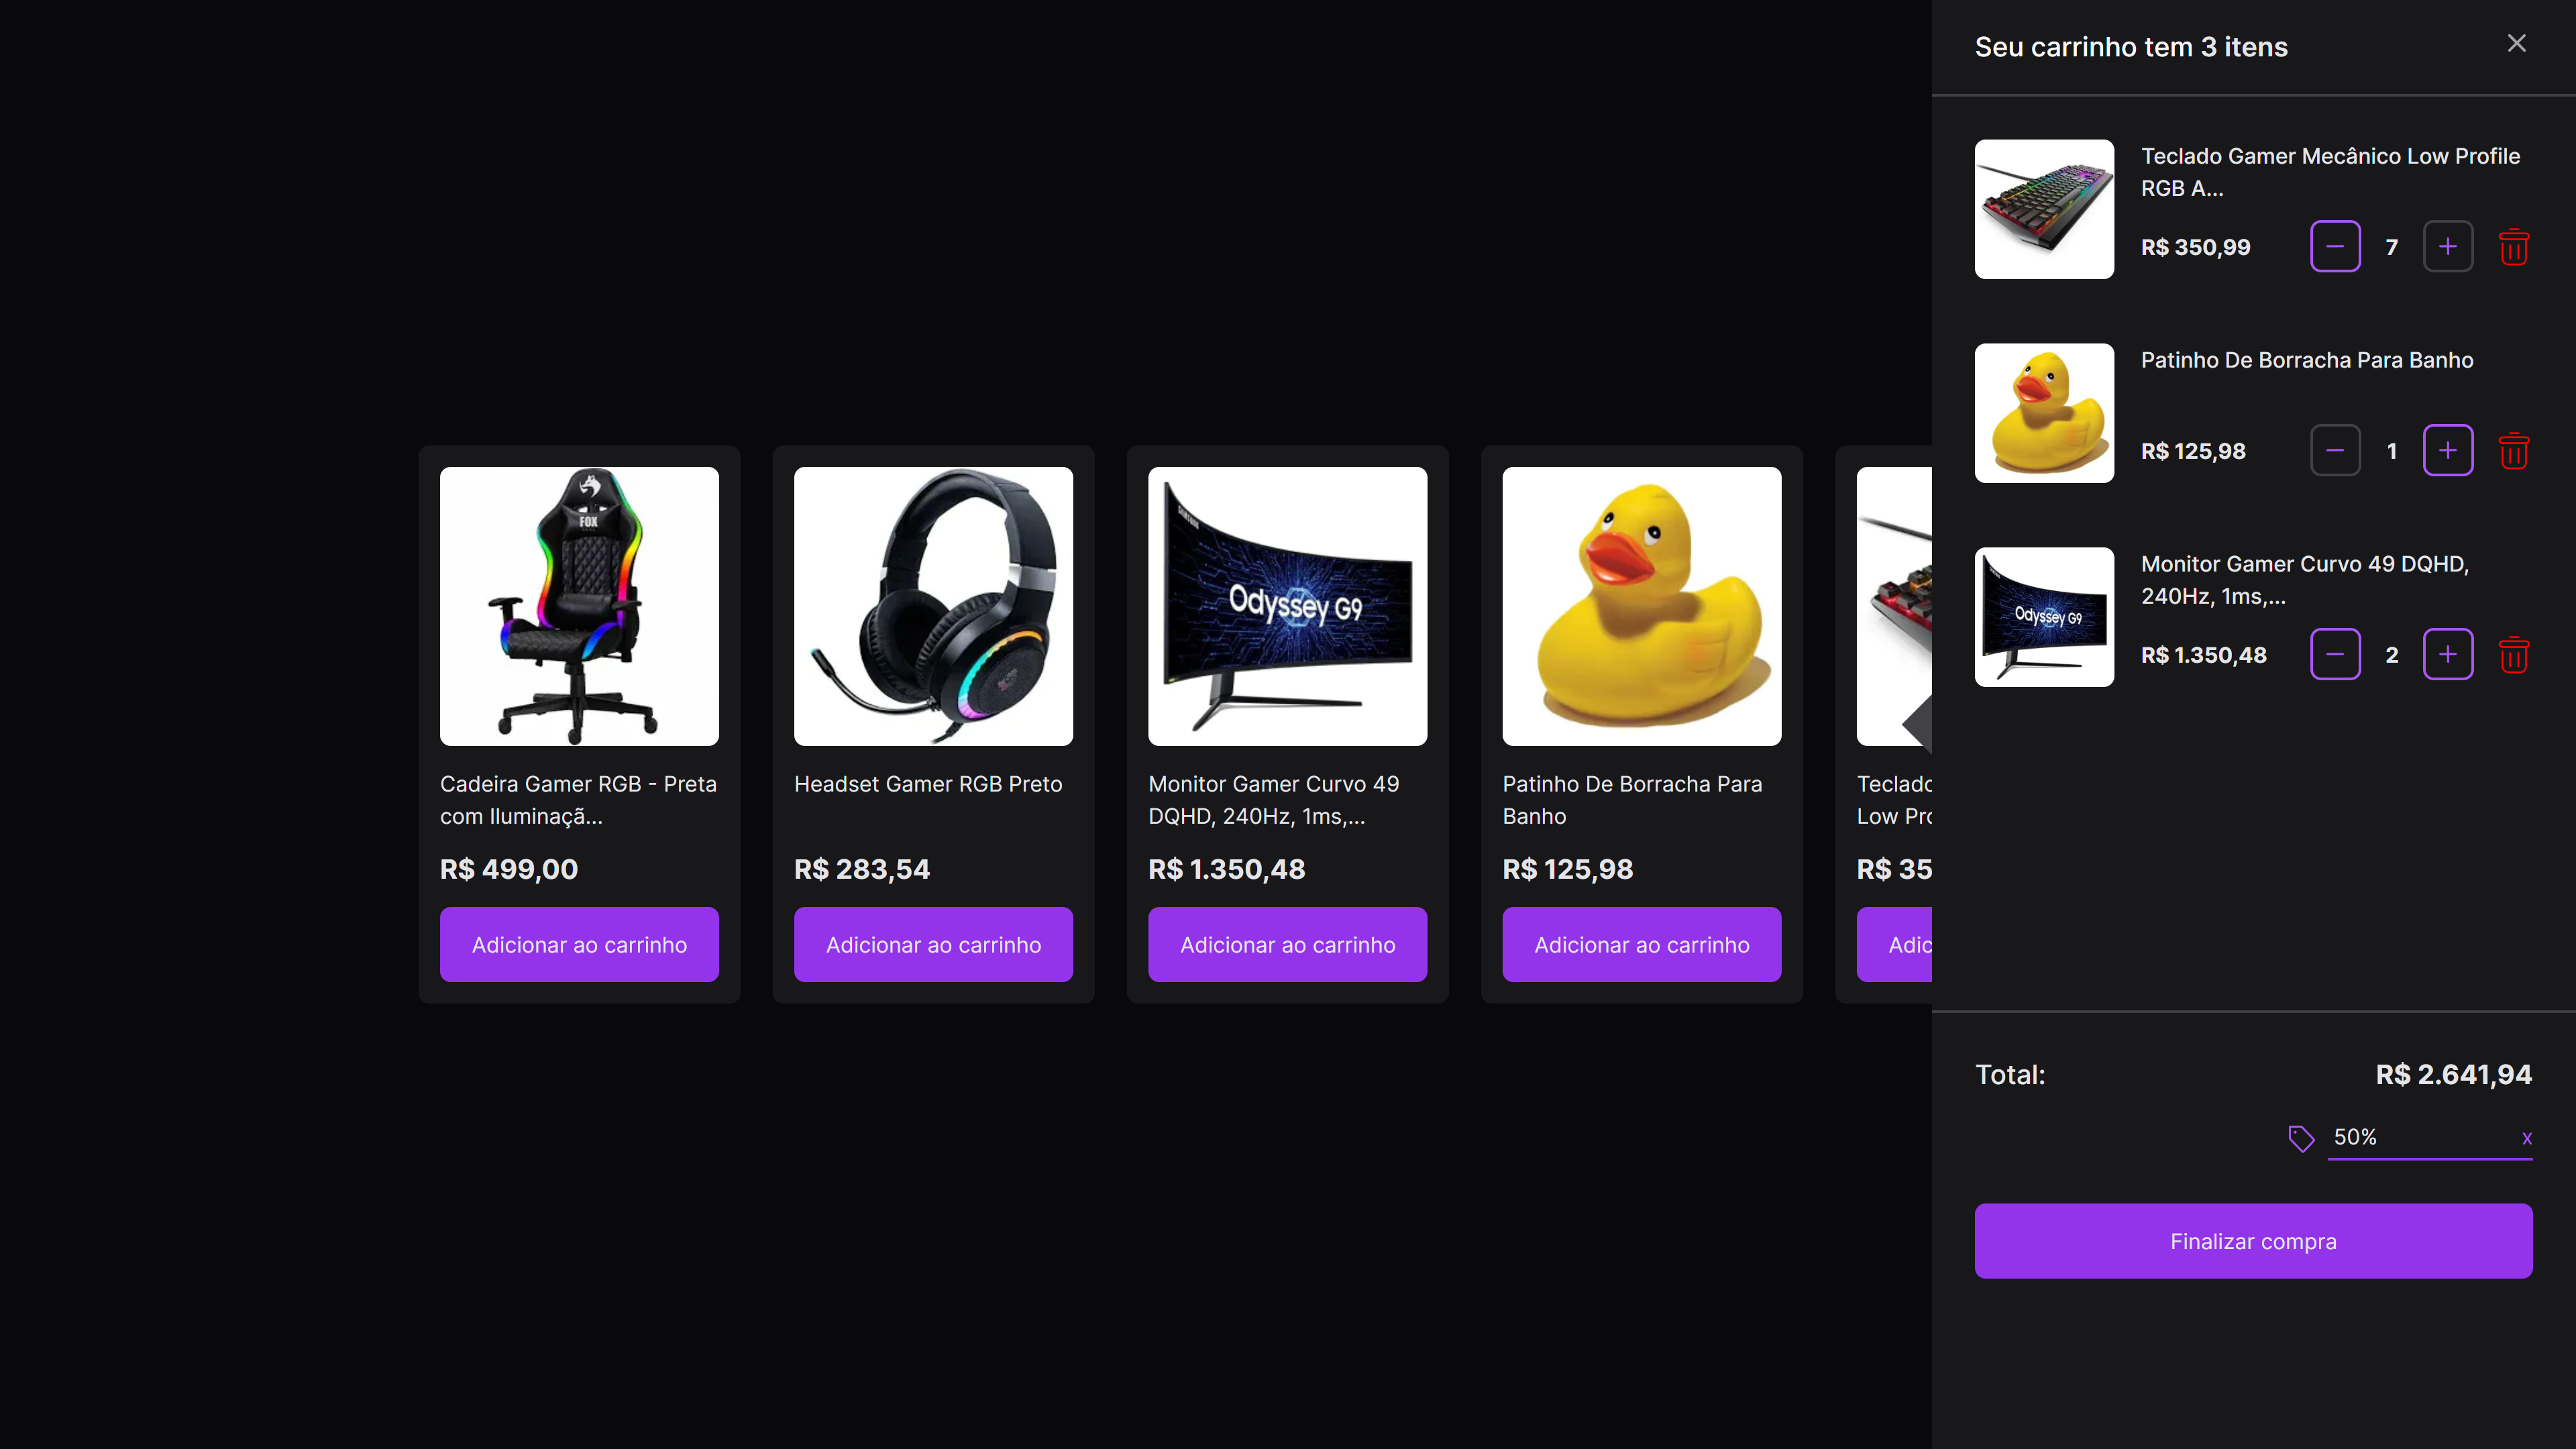 Seu carrinho tem 3 itens
Teclado Gamer Mecânico Low Profile
RGB A...
R$ 350,99
7
Patinho De Borracha Para Banho
R$ 125,98
1
Monitor Gamer Curvo 49 DQHD,
240Hz, 1ms,...
R$ 1.350,48
2
Total:
R$ 2.641,94
50%
x
Finalizar compra
FOX
Cadeira Gamer RGB - Preta
com Iluminaçã...
R$ 499,00
Adicionar ao carrinho
Headset Gamer RGB Preto
R$ 283,54
Adicionar ao carrinho
SAMSUNG
Odyssey G9
Monitor Gamer Curvo 49
DQHD, 240Hz, 1ms,...
R$ 1.350,48
Adicionar ao carrinho
Patinho De Borracha Para
Banho
R$ 125,98
Adicionar ao carrinho
Teclado
Low Pro
R$ 35
Adic
Odyssey G9